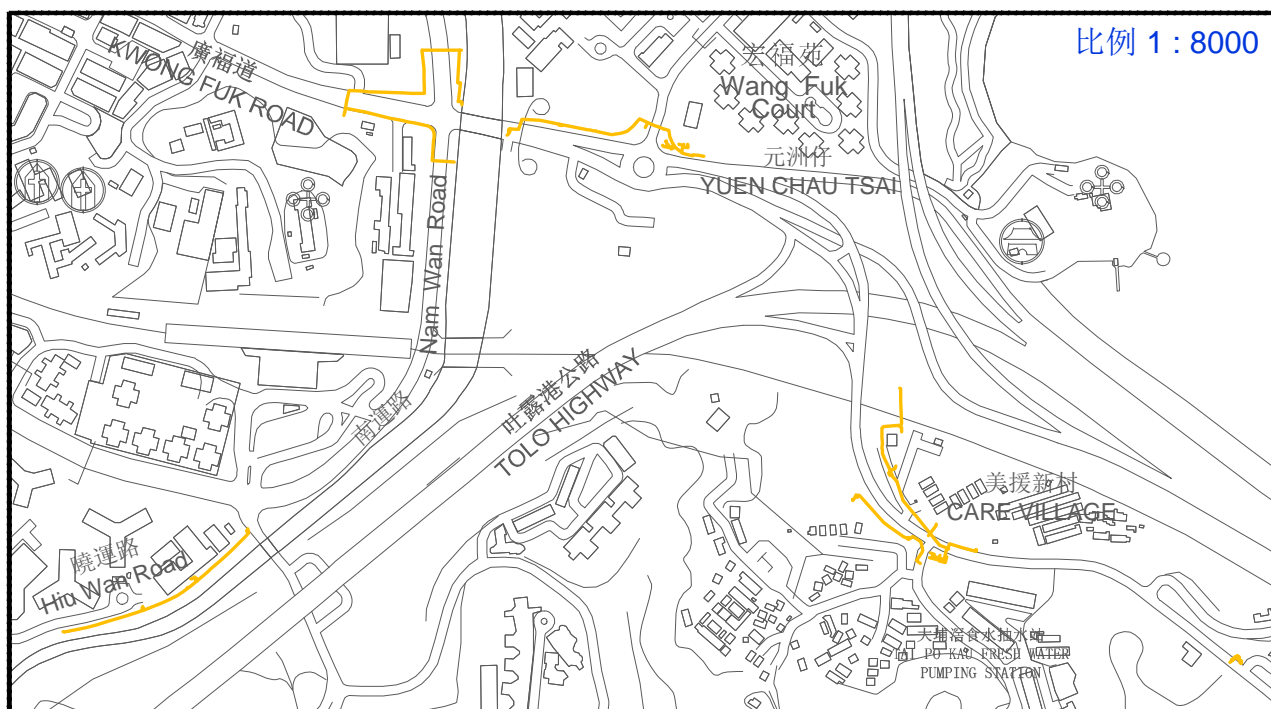 比例 1 : 8000
廣福道
KWONG FUK ROAD
宏福苑
Wang Fuk
Court
元洲仔
YUEN CHAU TSAI
Nam Wan Road
南運路
吐露港公路
TOLO HIGHWAY
美援新村
CARE VILLAGE
曉運路
Hiu Wan Road
大埔滘食水抽水站
TAI PO KAU FRESH WATER
PUMPING STATION